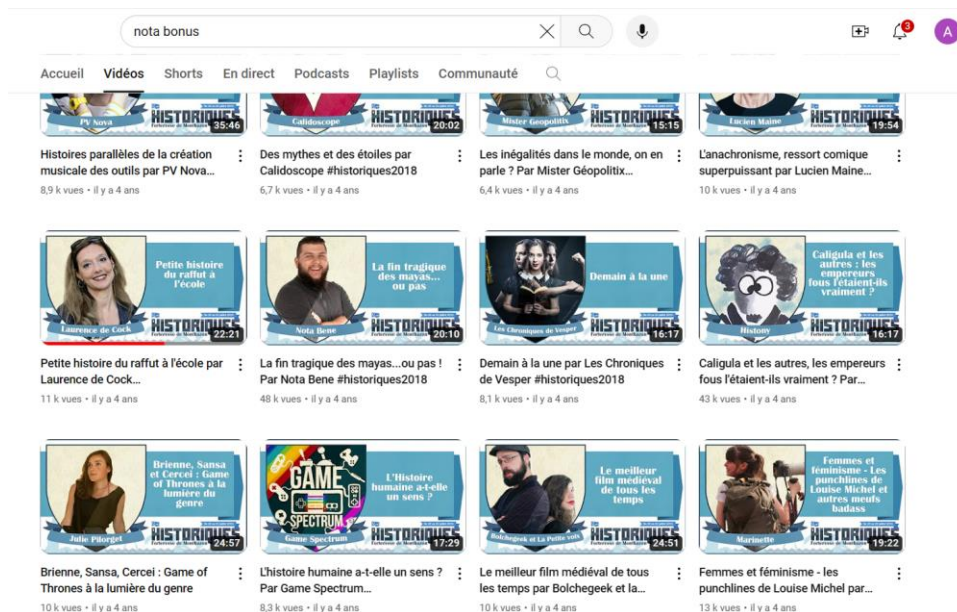 nota bonus
3
A
Accueil Vidéos Shorts En direct Podcasts Playlists Communauté
PV Nova
HISTORIQUES
35:46
Calidoscope
HISTORIQUES
20:02
Mister Geopolitix
HISTORIQUES
15:15
Lucien Maine
HISTORIQUES
19:54
Histoires parallèles de la création
musicale des outils par PV Nova...
8,9 k vues • il y a 4 ans
Des mythes et des étoiles par
Calidoscope #historiques2018
6,7 k vues • il y a 4 ans
Les inégalités dans le monde, on en
parle ? Par Mister Géopolitix...
6,4 k vues • il y a 4 ans
L'anachronisme, ressort comique
superpuissant par Lucien Maine...
10 k vues • il y a 4 ans
Petite histoire
du raffut à
l'école
Laurence de Cock
HISTORIQUES
22:21
La fin tragique
des mayas...
ou pas
Nota Bene
HISTORIQUES
20:10
Demain à la une
Les Chroniques de Vesper
HISTORIQUES
16:17
Caligula et les
autres : les
empereurs
fous l'étaient-ils
vraiment ?
Histony
HISTORIQUES
16:17
Petite histoire du raffut à l'école par
Laurence de Cock...
11 k vues • il y a 4 ans
La fin tragique des mayas...ou pas !
Par Nota Bene #historiques2018
48 k vues • il y a 4 ans
Demain à la une par Les Chroniques
de Vesper #historiques2018
8,1 k vues • il y a 4 ans
Caligula et les autres, les empereurs
fous l'étaient-ils vraiment ? Par...
43 k vues • il y a 4 ans
Brienne, Sansa
et Cercei : Game
of Thrones à la
lumière du
genre
Julie Pilorget
HISTORIQUES
24:57
GAME
SPECTRUM
L'Histoire
humaine a-t-elle
un sens ?
Game Spectrum
HISTORIQUES
17:29
Le meilleur
film médiéval
de tous les
temps
Bolchegeek et La Petite voix
HISTORIQUES
24:51
Femmes et
féminisme - Les
punchlines de
Louise Michel et
autres meufs
badass
Marinette
HISTORIQUES
19:22
Brienne, Sansa, Cercei : Game of
Thrones à la lumière du genre
10 k vues • il y a 4 ans
L'histoire humaine a-t-elle un sens ?
Par Game Spectrum...
8,3 k vues • il y a 4 ans
Le meilleur film médiéval de tous
les temps par Bolchegeek et la...
10 k vues • il y a 4 ans
Femmes et féminisme - les
punchlines de Louise Michel par...
13 k vues • il y a 4 ans